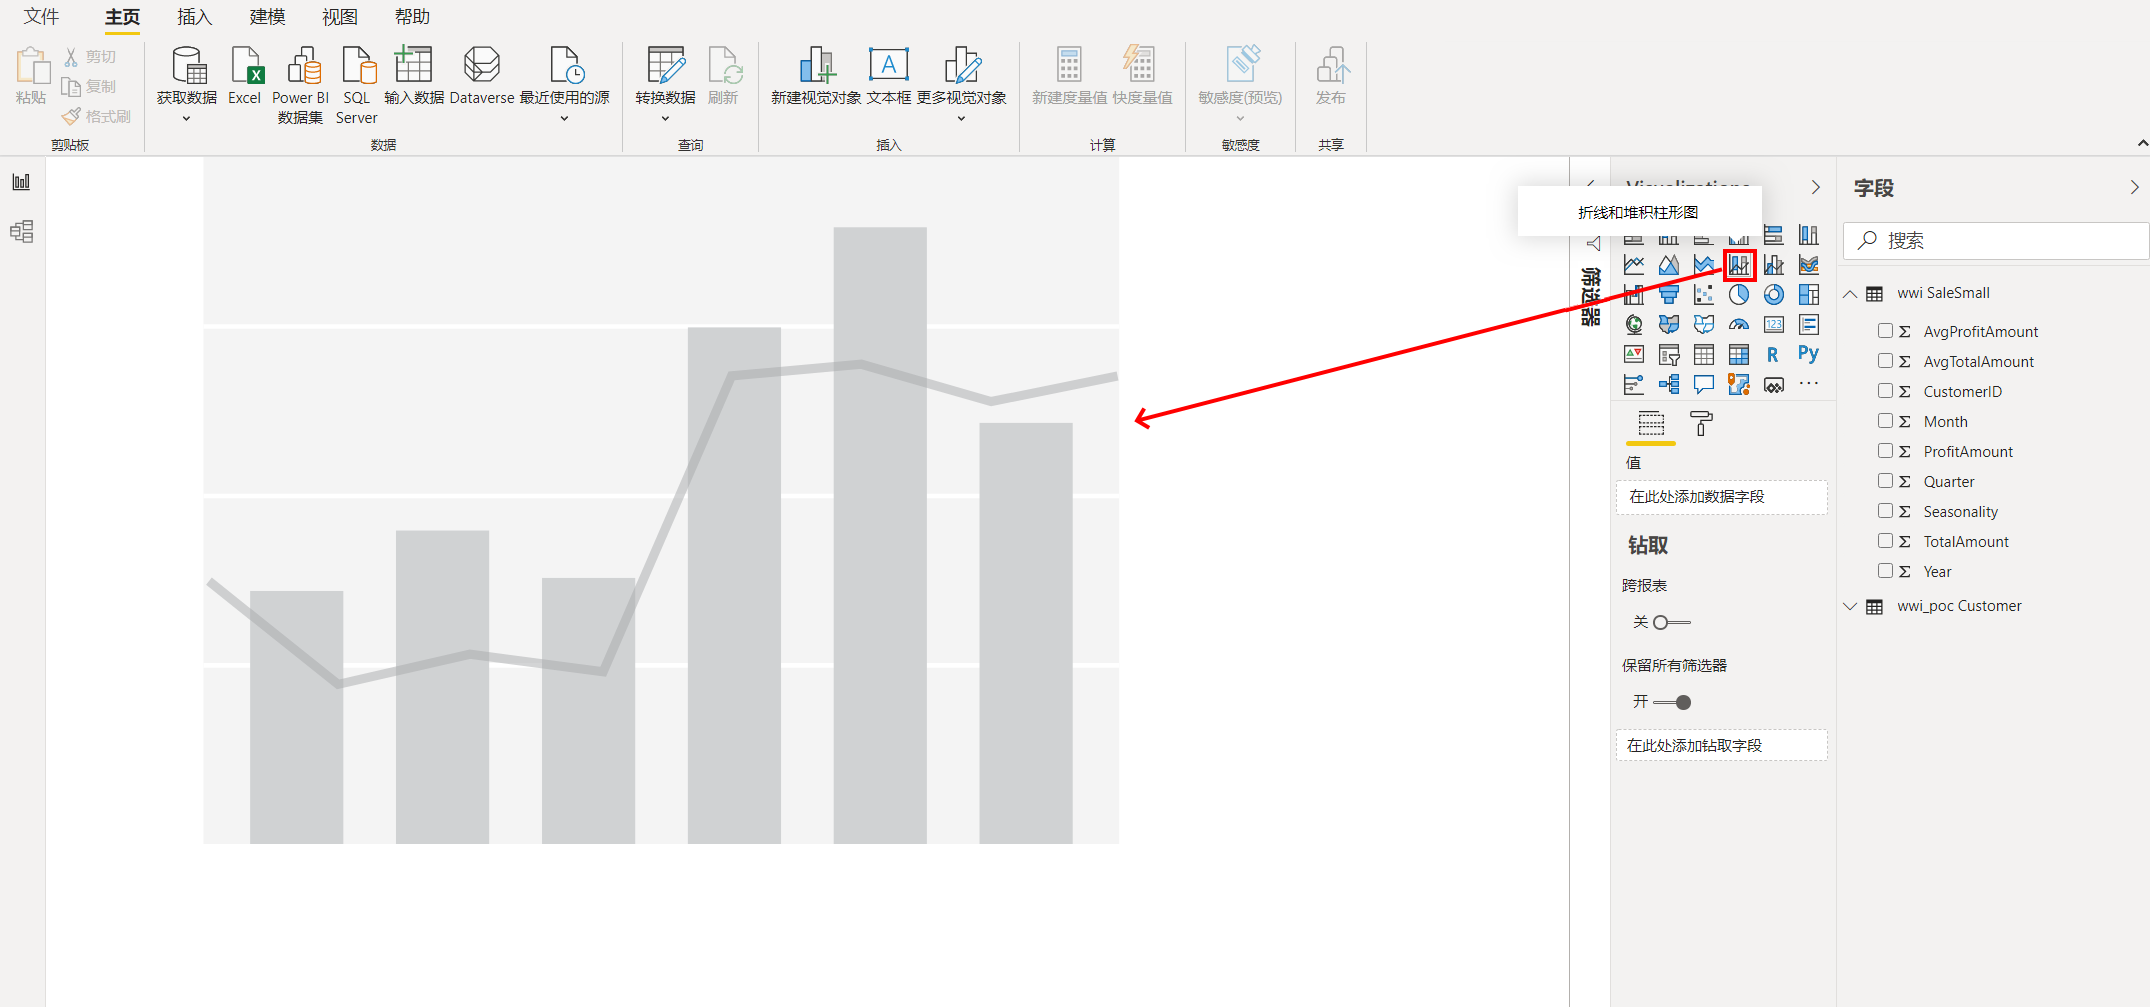 文件 主页 插入 建模 视图 帮助
粘贴 剪切 复制 格式刷
获取数据 Excel Power BI 数据集 SQL Server 输入数据 Dataverse 最近使用的源
转换数据 刷新
新建视觉对象 文本框 更多视觉对象
新建度量值 快度量值
敏感度(预览)
发布
剪贴板 数据 查询 插入 计算 敏感度 共享
折线和堆积柱形图
筛选器
R Py
123
A
值
在此处添加数据字段
钻取
跨报表
关
保留所有筛选器
开
在此处添加钻取字段
字段
搜索
wwi SaleSmall
AvgProfitAmount
AvgTotalAmount
CustomerID
Month
ProfitAmount
Quarter
Seasonality
TotalAmount
Year
wwi_poc Customer